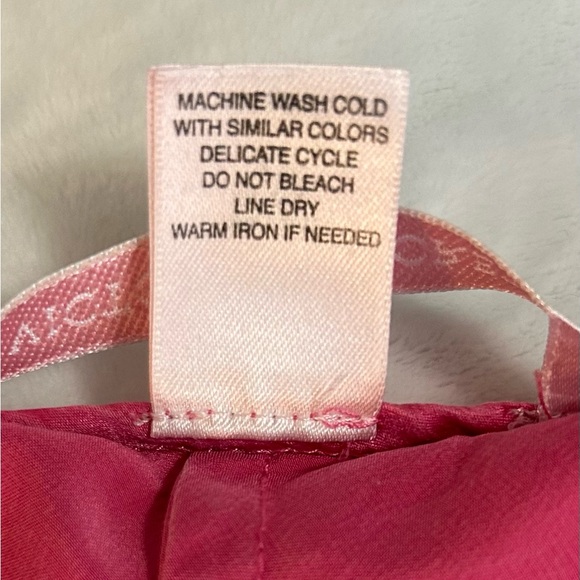 MACHINE WASH COLD
WITH SIMILAR COLORS
DELICATE CYCLE
DO NOT BLEACH
LINE DRY
WARM IRON IF NEEDED